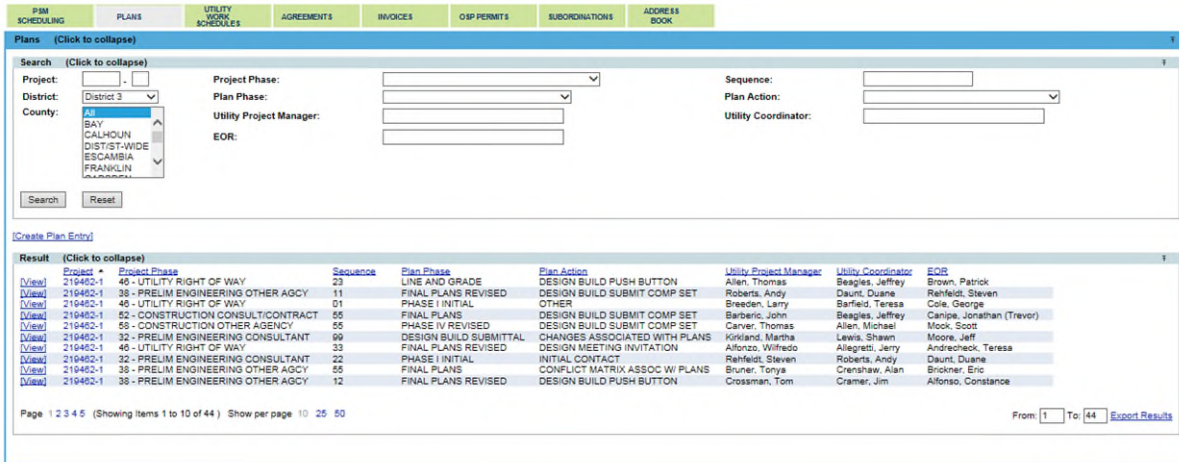 PSM SCHEDULING PLANS UTILITY WORK SCHEDULES AGREEMENTS INVOICES OSP PERMITS SUBORDINATIONS ADDRESS BOOK
Plans (Click to collapse)
Search (Click to collapse)
Project: - Project Phase: Sequence:
District: District 3 Plan Phase: Plan Action:
County: All Utility Project Manager: Utility Coordinator:
BAY
CALHOUN
DIST/ST-WIDE EOR:
ESCAMBIA
FRANKLIN
Search Reset
[Create Plan Entry]
Result (Click to collapse)
Project Project Phase Sequence Plan Phase Plan Action Utility Project Manager Utility Coordinator EOR
[View] 219462-1 46 - UTILITY RIGHT OF WAY 23 LINE AND GRADE DESIGN BUILD PUSH BUTTON Allen, Thomas Beagles, Jeffrey Brown, Patrick
[View] 219462-1 38 - PRELIM ENGINEERING OTHER AGCY 11 FINAL PLANS REVISED DESIGN BUILD SUBMIT COMP SET Roberts, Andy Daunt, Duane Rehfeldt, Steven
[View] 219462-1 46 - UTILITY RIGHT OF WAY 01 PHASE I INITIAL OTHER Breeden, Larry Barfield, Teresa Cole, George
[View] 219462-1 52 - CONSTRUCTION CONSULT/CONTRACT 55 FINAL PLANS DESIGN BUILD SUBMIT COMP SET Barberic, John Beagles, Jeffrey Canipe, Jonathan (Trevor)
[View] 219462-1 58 - CONSTRUCTION OTHER AGENCY 55 PHASE IV REVISED DESIGN BUILD SUBMIT COMP SET Carver, Thomas Allen, Michael Mock, Scott
[View] 219462-1 32 - PRELIM ENGINEERING CONSULTANT 99 DESIGN BUILD SUBMITTAL CHANGES ASSOCIATED WITH PLANS Kirkland, Martha Lewis, Shawn Moore, Jeff
[View] 219462-1 46 - UTILITY RIGHT OF WAY 33 FINAL PLANS REVISED DESIGN MEETING INVITATION Alfonzo, Wilfredo Allegretti, Jerry Andrecheck, Teresa
[View] 219462-1 32 - PRELIM ENGINEERING CONSULTANT 22 PHASE I INITIAL INITIAL CONTACT Rehfeldt, Steven Roberts, Andy Daunt, Duane
[View] 219462-1 38 - PRELIM ENGINEERING OTHER AGCY 55 FINAL PLANS CONFLICT MATRIX ASSOC W/ PLANS Bruner, Tonya Crenshaw, Alan Brickner, Eric
[View] 219462-1 38 - PRELIM ENGINEERING OTHER AGCY 12 FINAL PLANS REVISED DESIGN BUILD PUSH BUTTON Crossman, Tom Cramer, Jim Alfonso, Constance
Page 1 2 3 4 5 (Showing Items 1 to 10 of 44 ) Show per page 10 25 50 From: 1 To: 44 Export Results